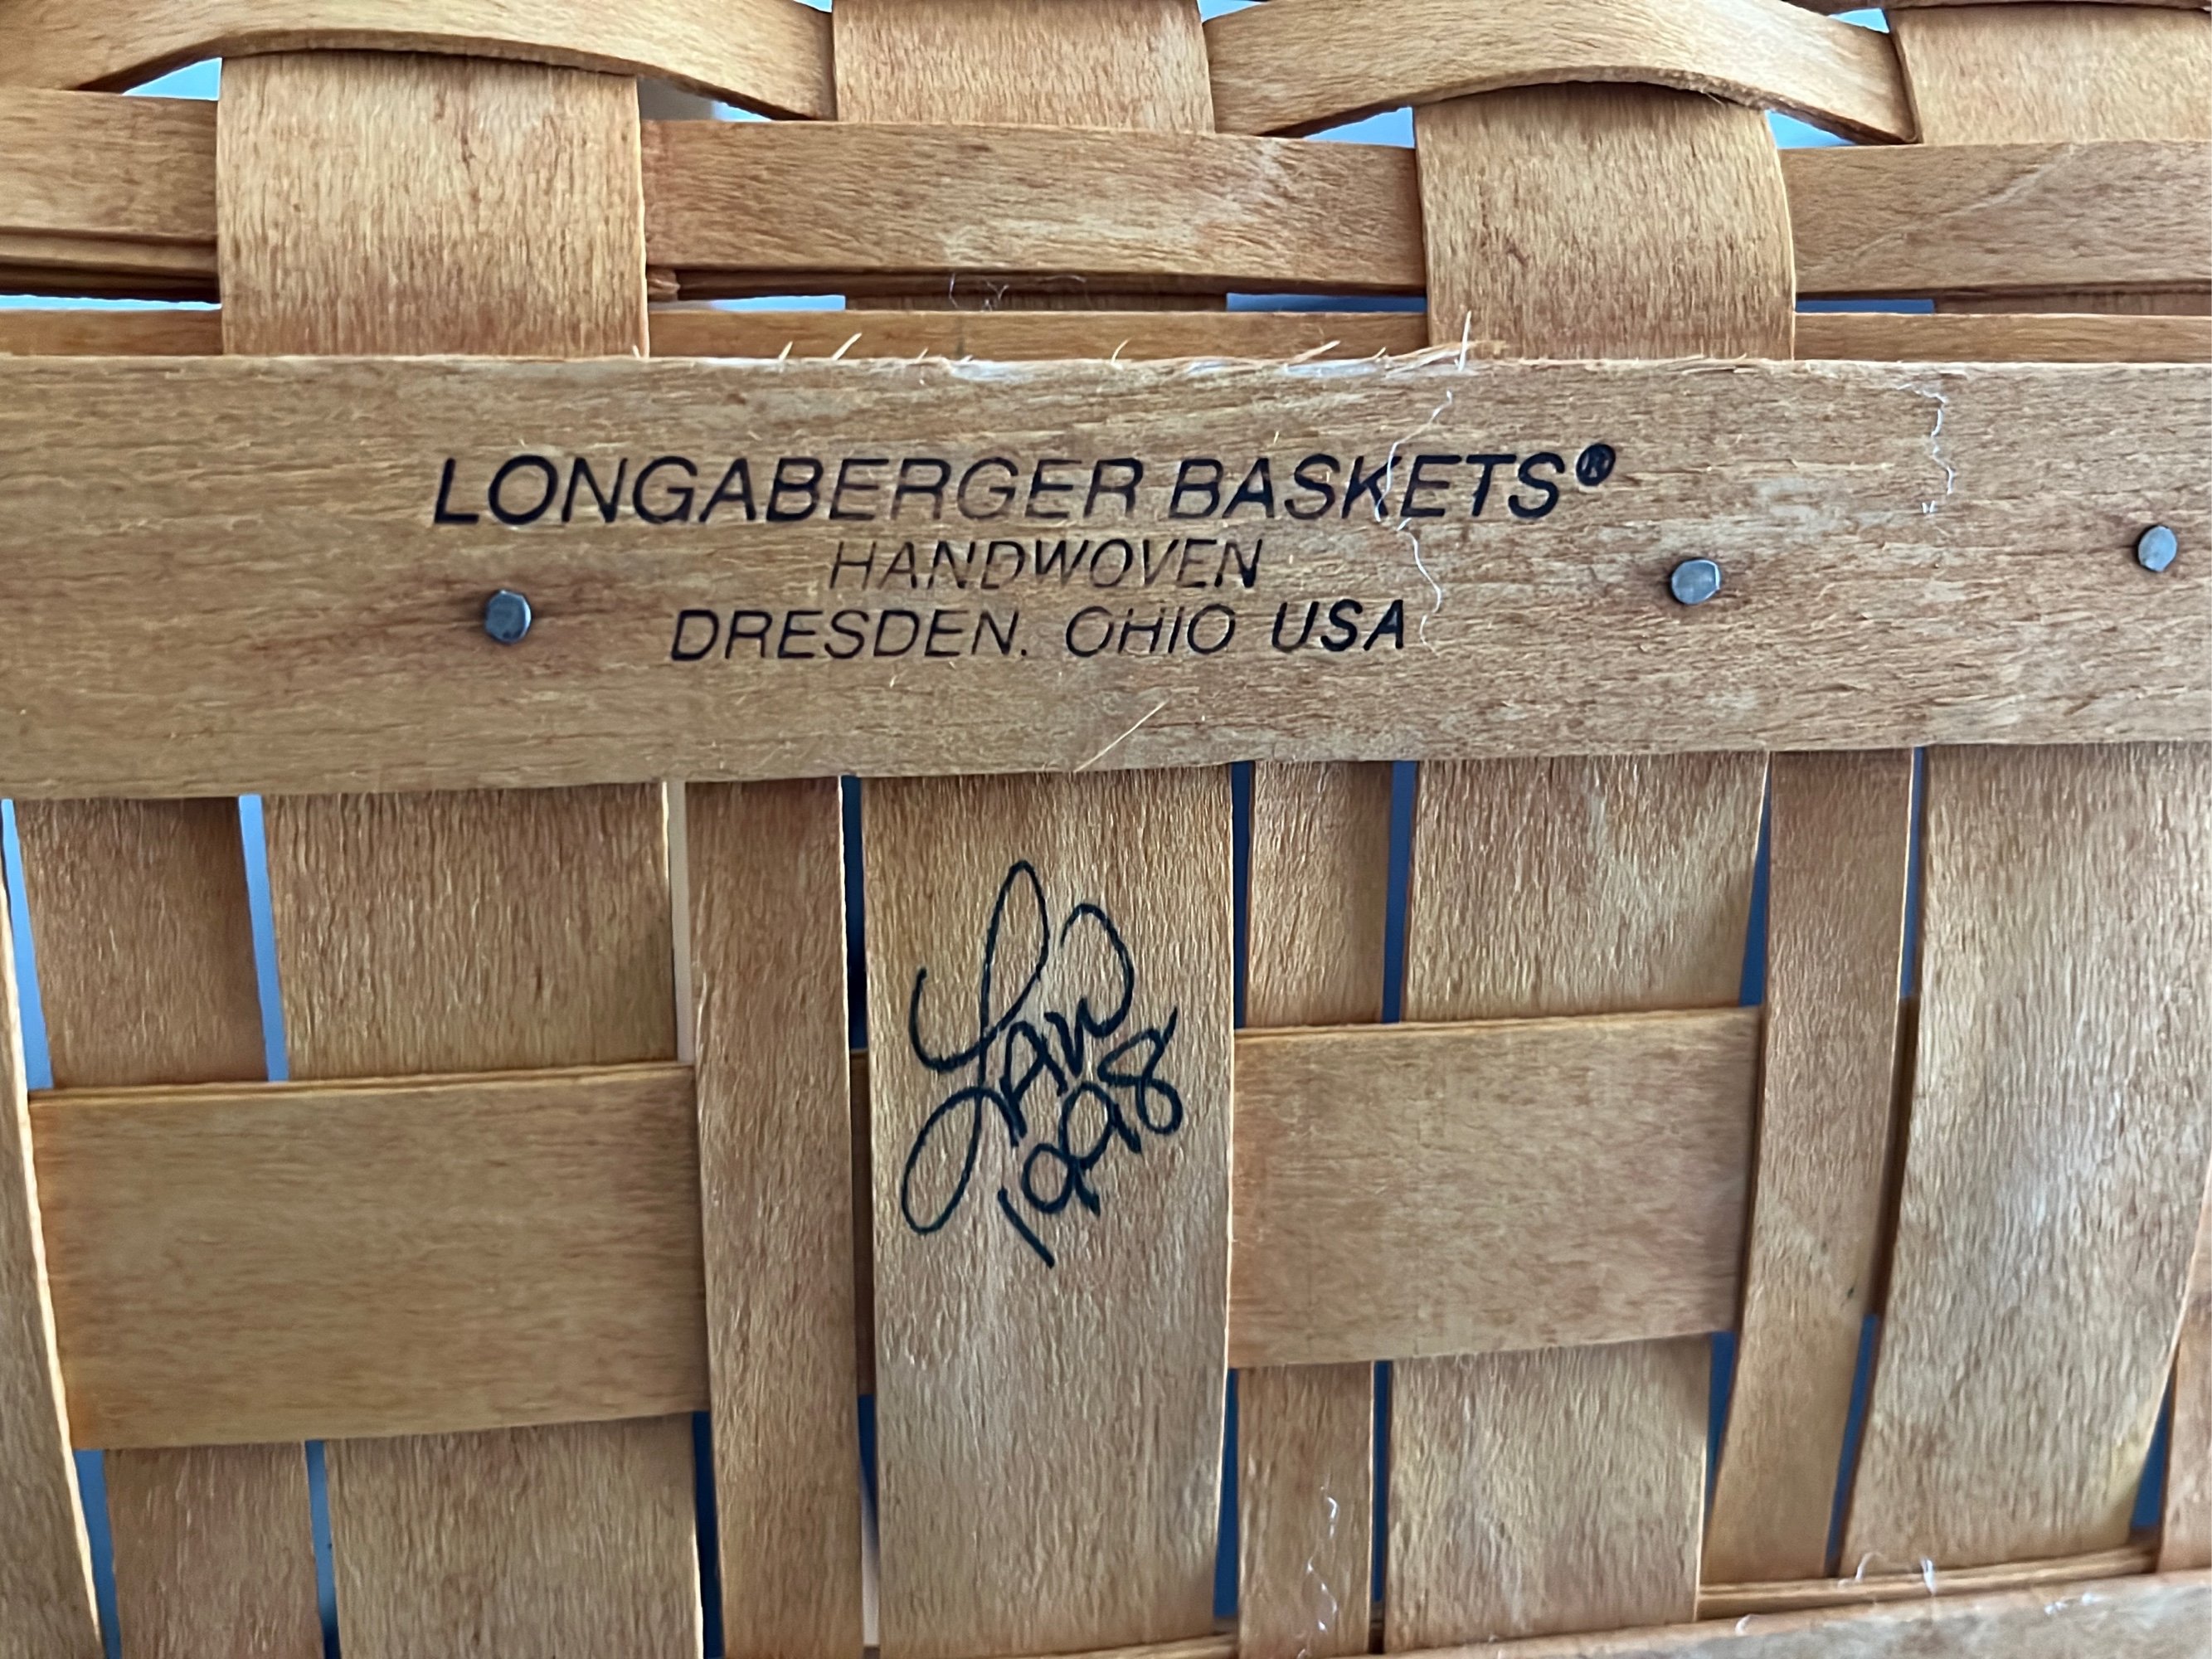 LONGABERGER BASKETS®
HANDWOVEN
DRESDEN, OHIO USA
1998